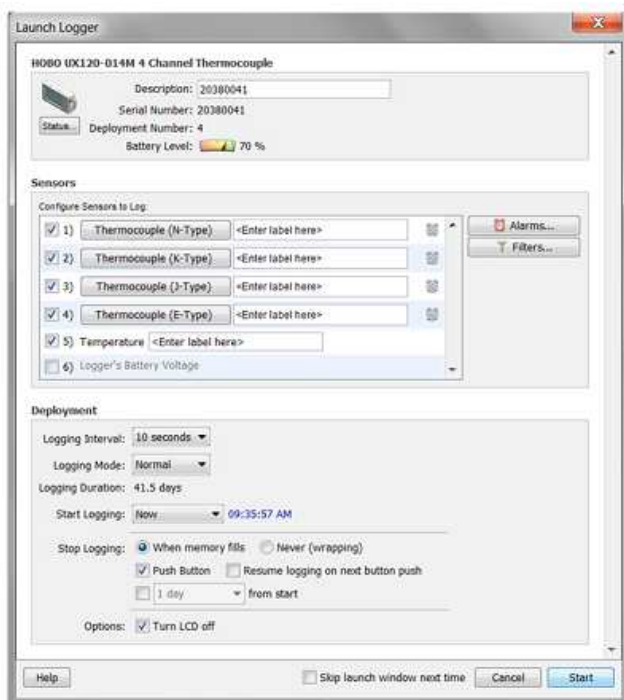 Launch Logger
HOBO UX120-014M 4 Channel Thermocouple
Description: 20380041
Serial Number: 20380041
Status... Deployment Number: 4
Battery Level: 70 %
Sensors
Configure Sensors to Log:
1) Thermocouple (N-Type) <Enter label here> Alarms...
2) Thermocouple (K-Type) <Enter label here> Filters...
3) Thermocouple (J-Type) <Enter label here>
4) Thermocouple (E-Type) <Enter label here>
5) Temperature <Enter label here>
6) Logger's Battery Voltage
Deployment
Logging Interval: 10 seconds
Logging Mode: Normal
Logging Duration: 41.5 days
Start Logging: Now 09:35:57 AM
Stop Logging: When memory fills Never (wrapping)
Push Button Resume logging on next button push
1 day from start
Options: Turn LCD off
Help Skip launch window next time Cancel Start